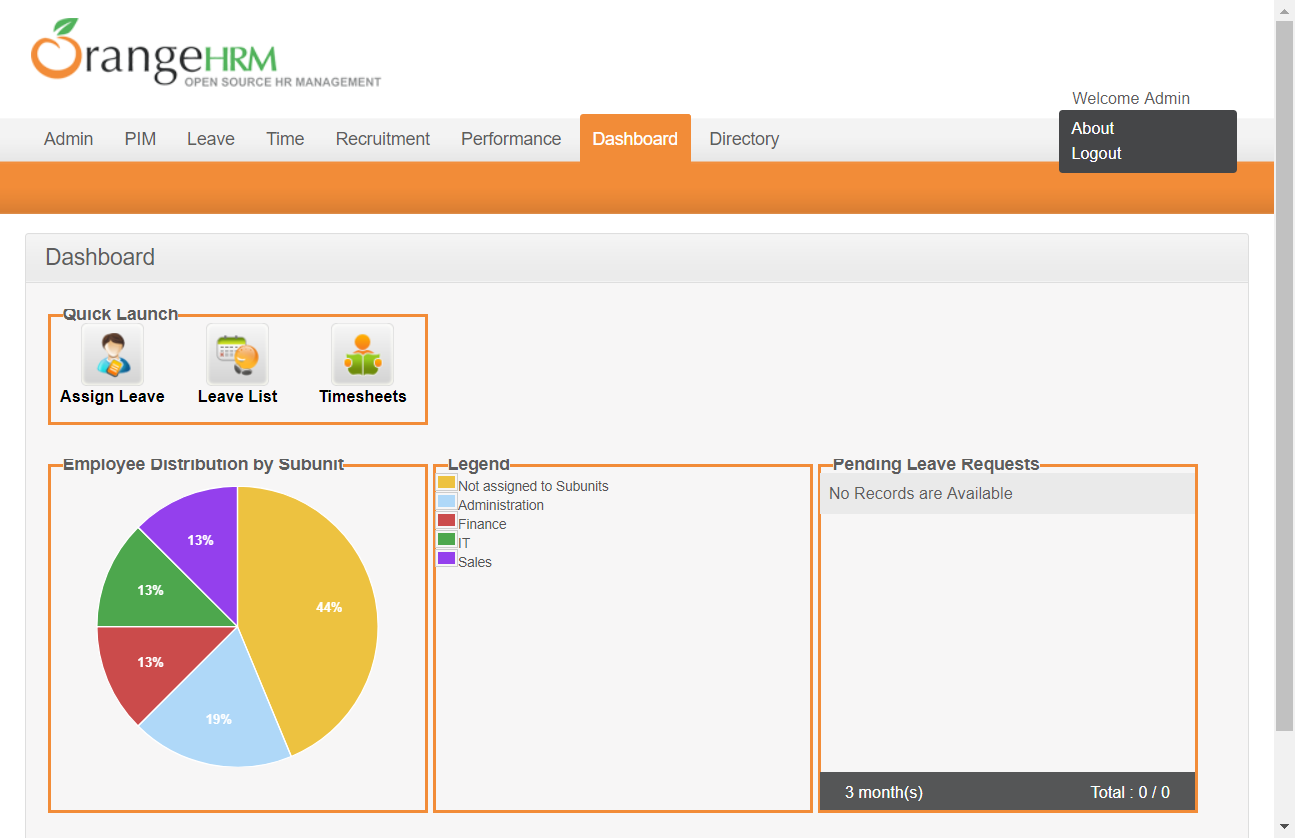 OrangeHRM
OPEN SOURCE HR MANAGEMENT
Welcome Admin
About
Logout
Admin PIM Leave Time Recruitment Performance Dashboard Directory
Dashboard
Quick Launch
Assign Leave Leave List Timesheets
Employee Distribution by Subunit
13%
44%
13%
13%
19%
Legend
Not assigned to Subunits
Administration
Finance
IT
Sales
Pending Leave Requests
No Records are Available
3 month(s) Total : 0 / 0